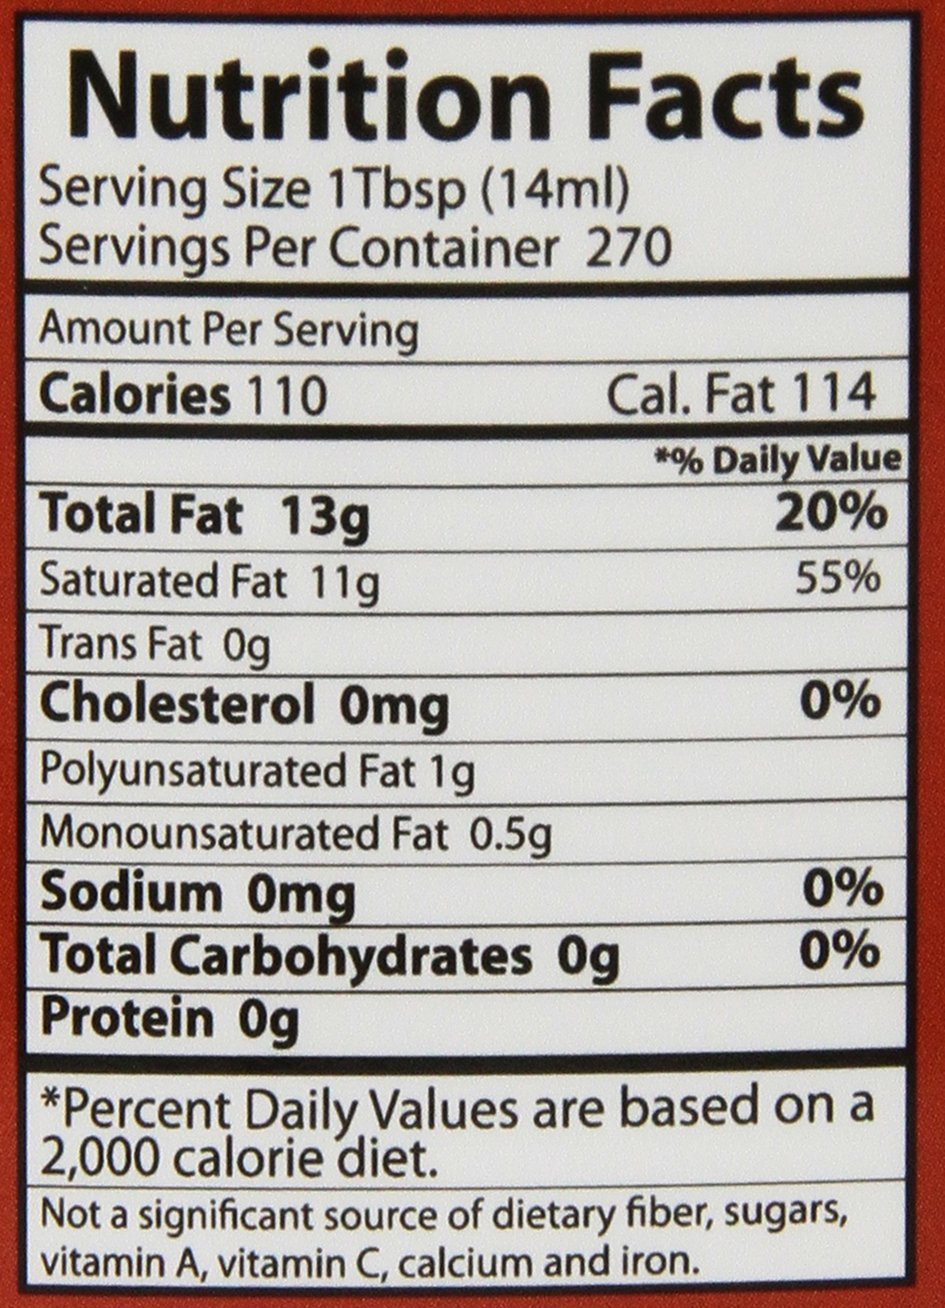 Nutrition Facts
Serving Size 1Tbsp (14ml)
Servings Per Container 270
Amount Per Serving
Calories 110 Cal. Fat 114
*% Daily Value
Total Fat 13g 20%
Saturated Fat 11g 55%
Trans Fat 0g
Cholesterol 0mg 0%
Polyunsaturated Fat 1g
Monounsaturated Fat 0.5g
Sodium 0mg 0%
Total Carbohydrates 0g 0%
Protein 0g
*Percent Daily Values are based on a
2,000 calorie diet.
Not a significant source of dietary fiber, sugars,
vitamin A, vitamin C, calcium and iron.